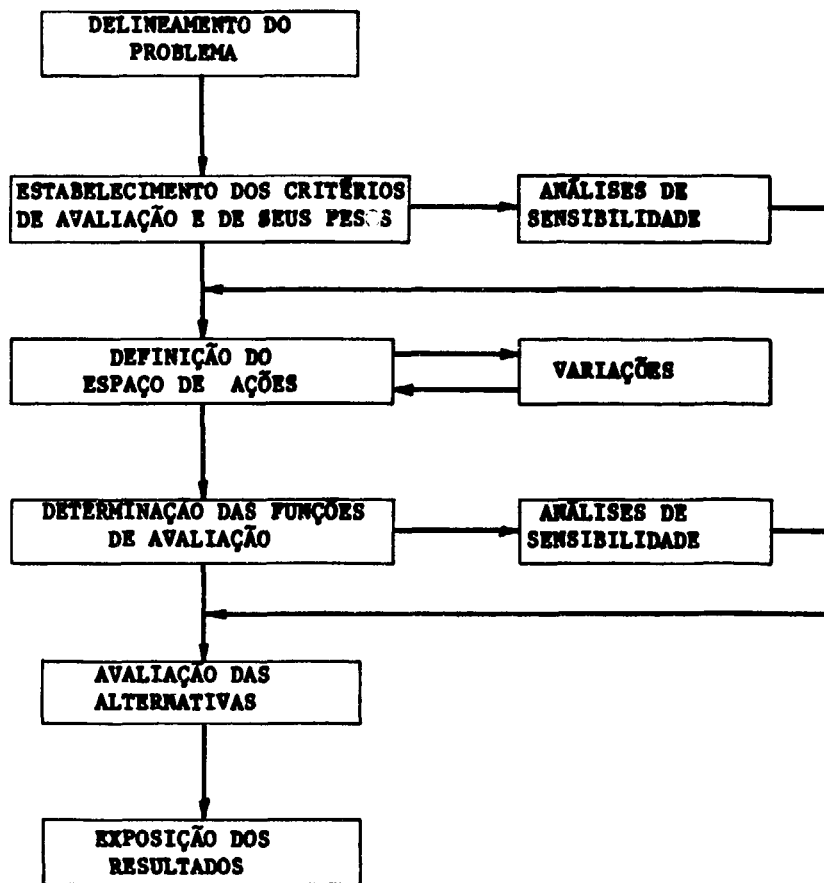 DELINEAMENTO DO
PROBLEMA
ESTABELECIMENTO DOS CRITÉRIOS
DE AVALIAÇÃO E DE SEUS PESOS
ANÁLISES DE
SENSIBILIDADE
DEFINIÇÃO DO
ESPAÇO DE AÇÕES
VARIAÇÕES
DETERMINAÇÃO DAS FUNÇÕES
DE AVALIAÇÃO
ANÁLISES DE
SENSIBILIDADE
AVALIAÇÃO DAS
ALTERNATIVAS
EXPOSIÇÃO DOS
RESULTADOS